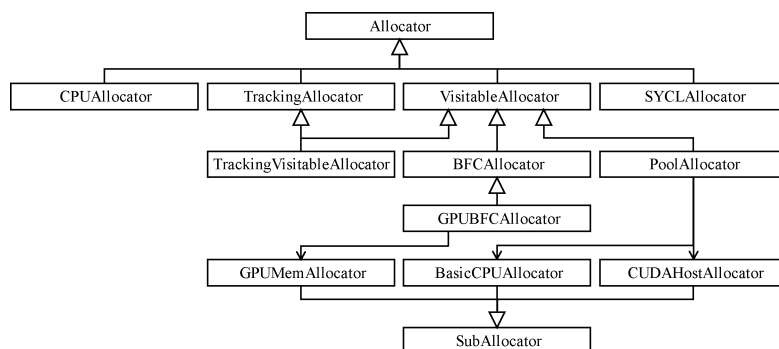 Allocator
CPUAllocator TrackingAllocator VisitableAllocator SYCLAllocator
TrackingVisitableAllocator BFCAllocator PoolAllocator
GPUBFCAllocator
GPUMemAllocator BasicCPUAllocator CUDAHostAllocator
SubAllocator